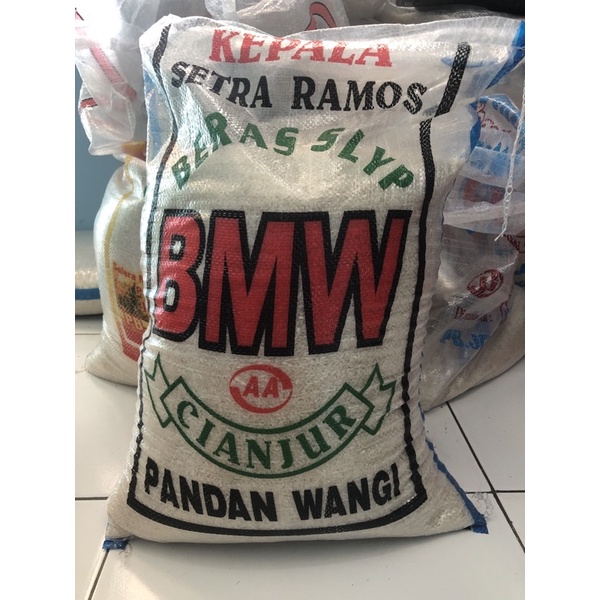 KEPALA
SETRA RAMOS
BERAS SLYP
BMW
AA
CIANJUR
PANDAN WANGI